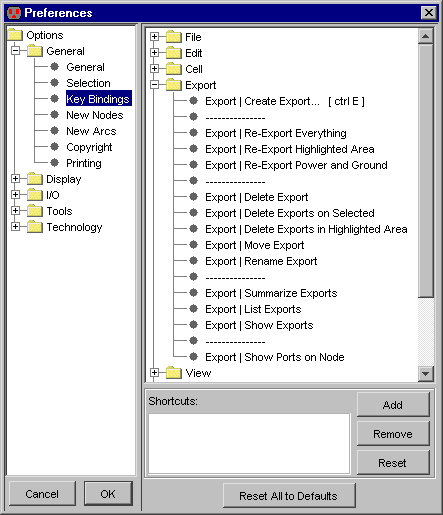 Preferences
Options
General
General
Selection
Key Bindings
New Nodes
New Arcs
Copyright
Printing
Display
I/O
Tools
Technology
Cancel
OK
File
Edit
Cell
Export
Export | Create Export... [ ctrl E ]
---------------
Export | Re-Export Everything
Export | Re-Export Highlighted Area
Export | Re-Export Power and Ground
---------------
Export | Delete Export
Export | Delete Exports on Selected
Export | Delete Exports in Highlighted Area
Export | Move Export
Export | Rename Export
---------------
Export | Summarize Exports
Export | List Exports
Export | Show Exports
---------------
Export | Show Ports on Node
View
Shortcuts:
Add
Remove
Reset
Reset All to Defaults